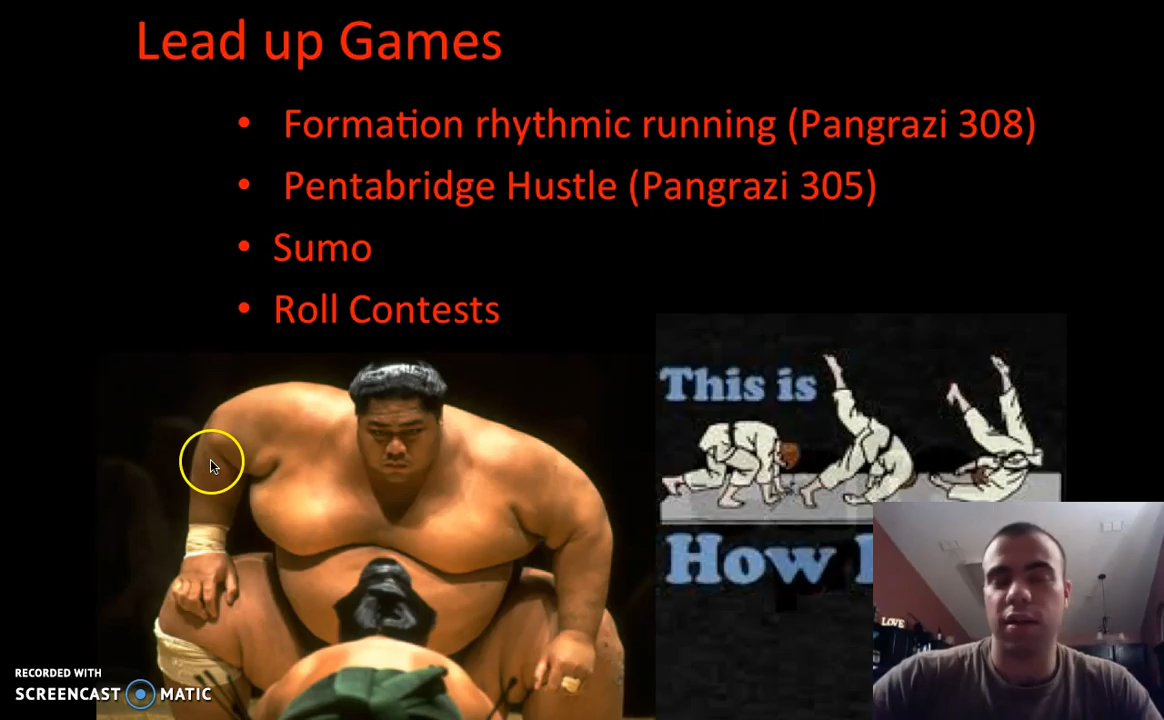 Lead up Games
• Formation rhythmic running (Pangrazi 308)
• Pentabridge Hustle (Pangrazi 305)
• Sumo
• Roll Contests
This is
How
LOVE
RECORDED WITH
SCREENCAST MATIC